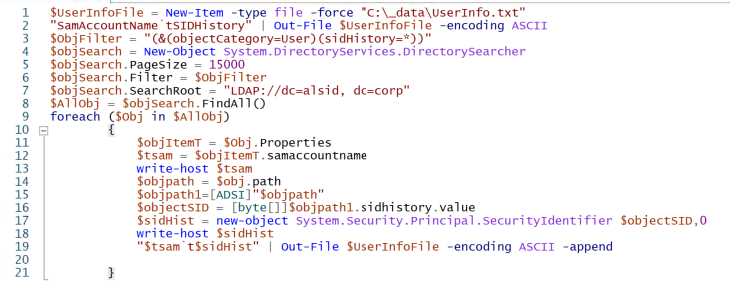 1 $UserInfoFile = New-Item -type file -force "C:\_data\UserInfo.txt"
2 "SamAccountName`tSIDHistory" | Out-File $UserInfoFile -encoding ASCII
3 $ObjFilter = "(&(objectCategory=User)(sidHistory=*))"
4 $objSearch = New-Object System.DirectoryServices.DirectorySearcher
5 $objSearch.PageSize = 15000
6 $objSearch.Filter = $ObjFilter
7 $objSearch.SearchRoot = "LDAP://dc=alsid, dc=corp"
8 $AllObj = $objSearch.FindAll()
9 foreach ($Obj in $AllObj)
10 {
11 $objItemT = $Obj.Properties
12 $tsam = $objItemT.samaccountname
13 write-host $tsam
14 $objpath = $obj.path
15 $objpath1=[ADSI]"$objpath"
16 $objectSID = [byte[]]$objpath1.sidhistory.value
17 $sidHist = new-object System.Security.Principal.SecurityIdentifier $objectSID,0
18 write-host $sidHist
19 "$tsam`t$sidHist" | Out-File $UserInfoFile -encoding ASCII -append
20
21 }